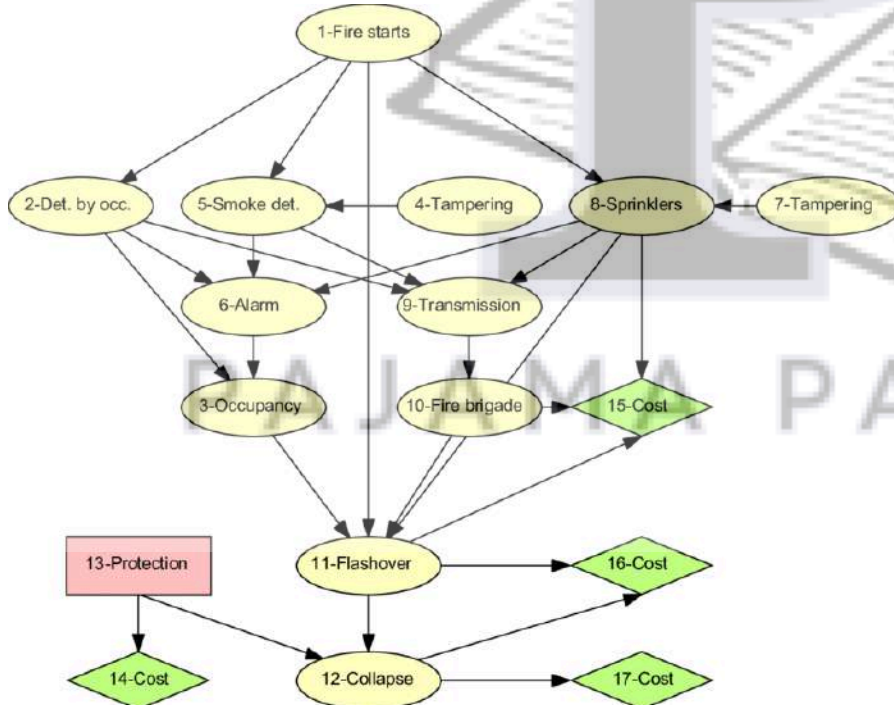 1-Fire starts
2-Det. by occ.
5-Smoke det.
4-Tampering
8-Sprinklers
7-Tampering
6-Alarm
9-Transmission
3-Occupancy
10-Fire brigade
15-Cost
PAJAMA PA
13-Protection
11-Flashover
16-Cost
14-Cost
12-Collapse
17-Cost